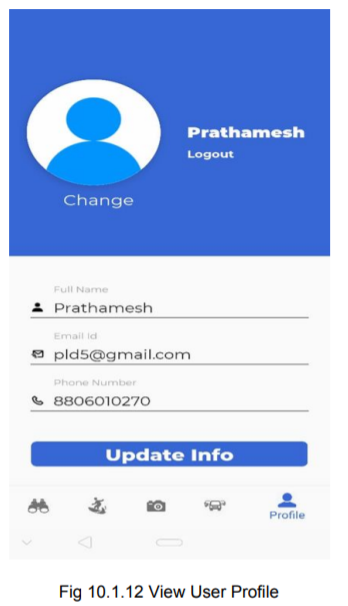 Prathamesh
Logout
Change
Full Name
Prathamesh
Email Id
pld5@gmail.com
Phone Number
8806010270
Update Info
Profile
Fig 10.1.12 View User Profile